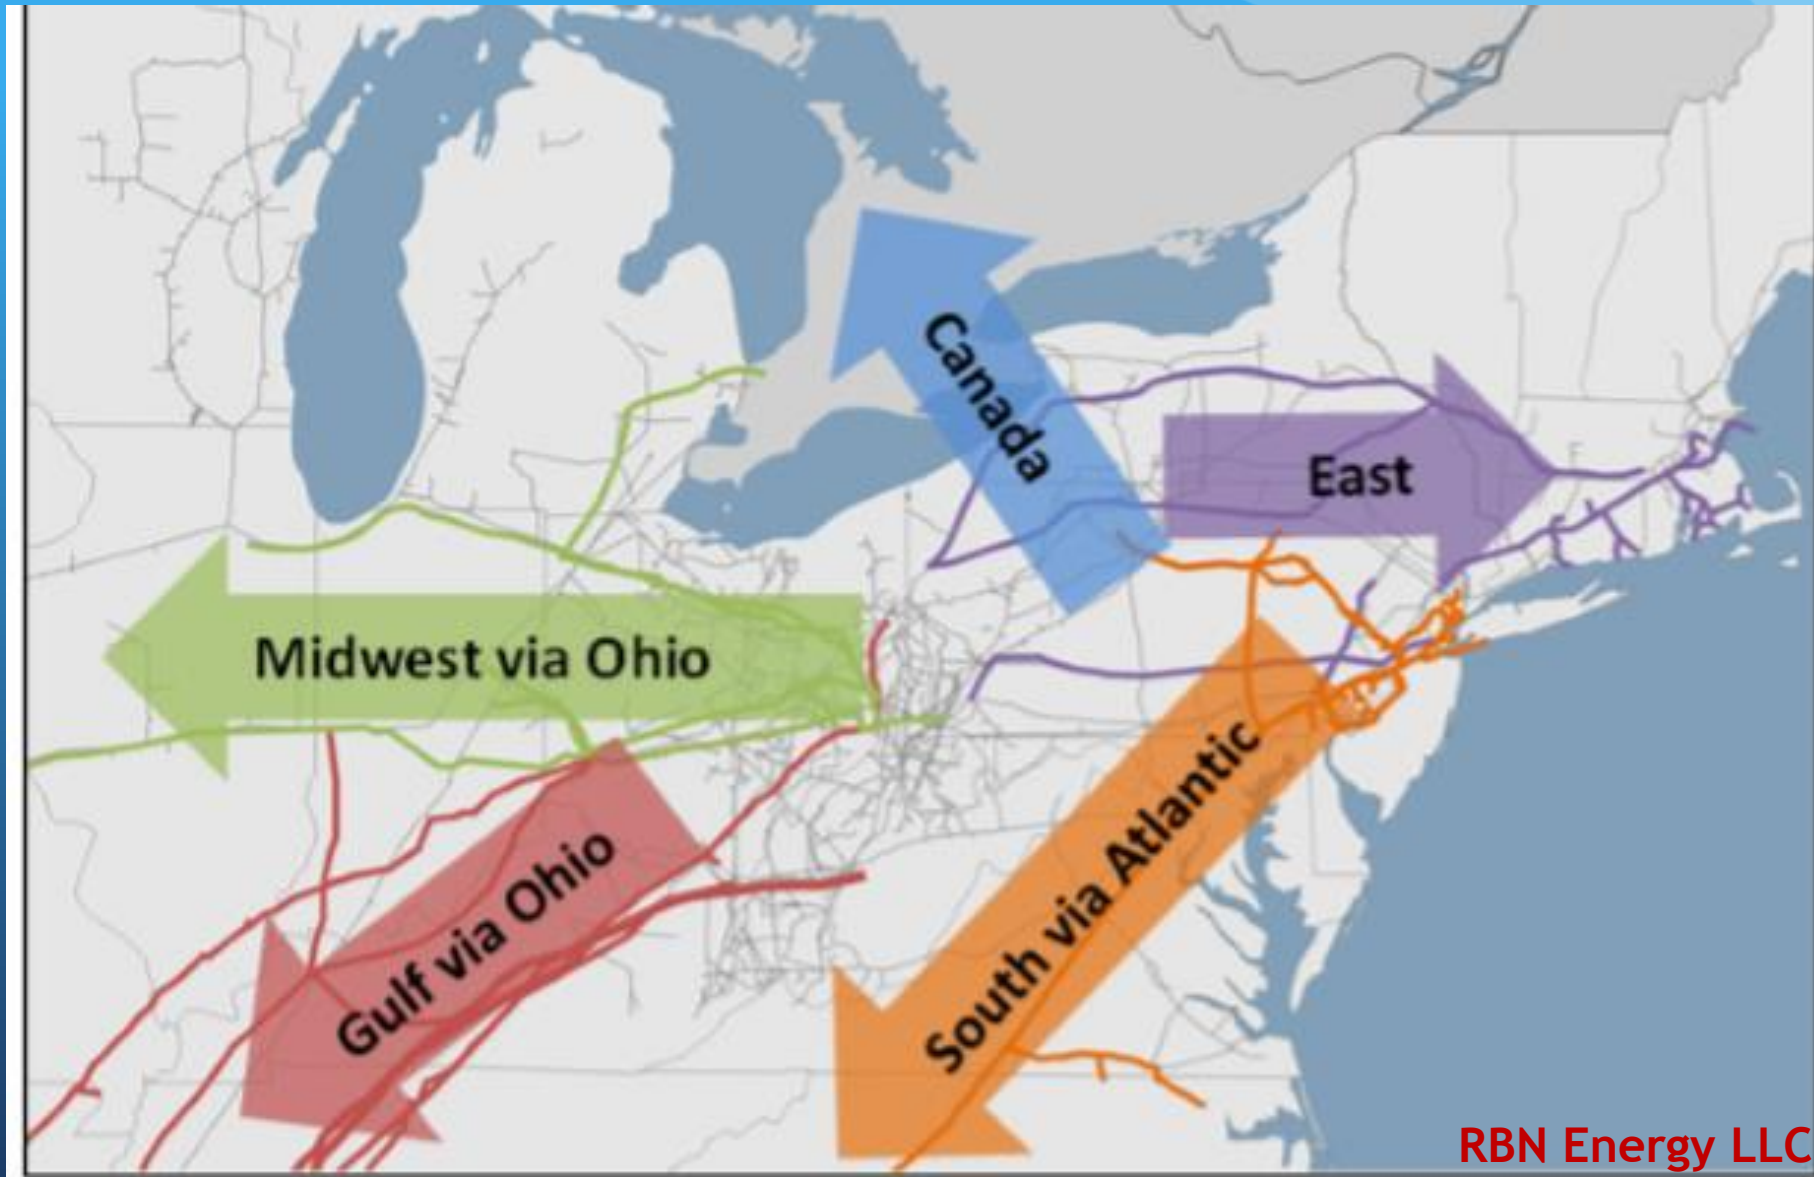 Canada
East
Midwest via Ohio
Gulf via Ohio
South via Atlantic
RBN Energy LLC